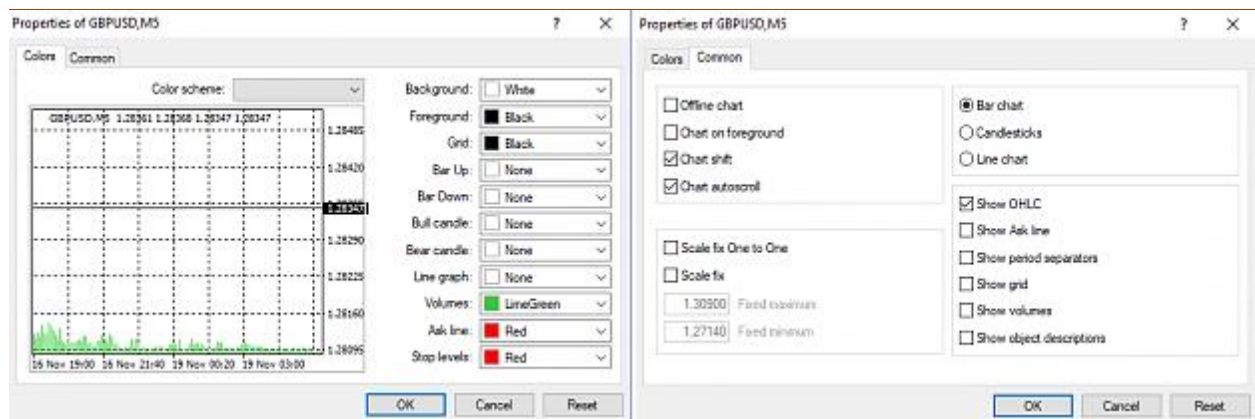 Properties of GBPUSD,M5
Colors Common
Color scheme:
GBPUSD,M5 1.28361 1.28368 1.28347 1.28347
1.28485
1.28420
1.28347
1.28290
1.28225
1.28160
1.28095
16 Nov 19:00 16 Nov 21:40 19 Nov 00:20 19 Nov 03:00
Background: White
Foreground: Black
Grid: Black
Bar Up: None
Bar Down: None
Bull candle: None
Bear candle: None
Line graph: None
Volumes: LimeGreen
Ask line: Red
Stop levels: Red
OK Cancel Reset
Properties of GBPUSD,M5
Colors Common
Offline chart
Chart on foreground
Chart shift
Chart autoscroll
Scale fix One to One
Scale fix
1.30900 Fixed maximum
1.27140 Fixed minimum
Bar chart
Candlesticks
Line chart
Show OHLC
Show Ask line
Show period separators
Show grid
Show volumes
Show object descriptions
OK Cancel Reset